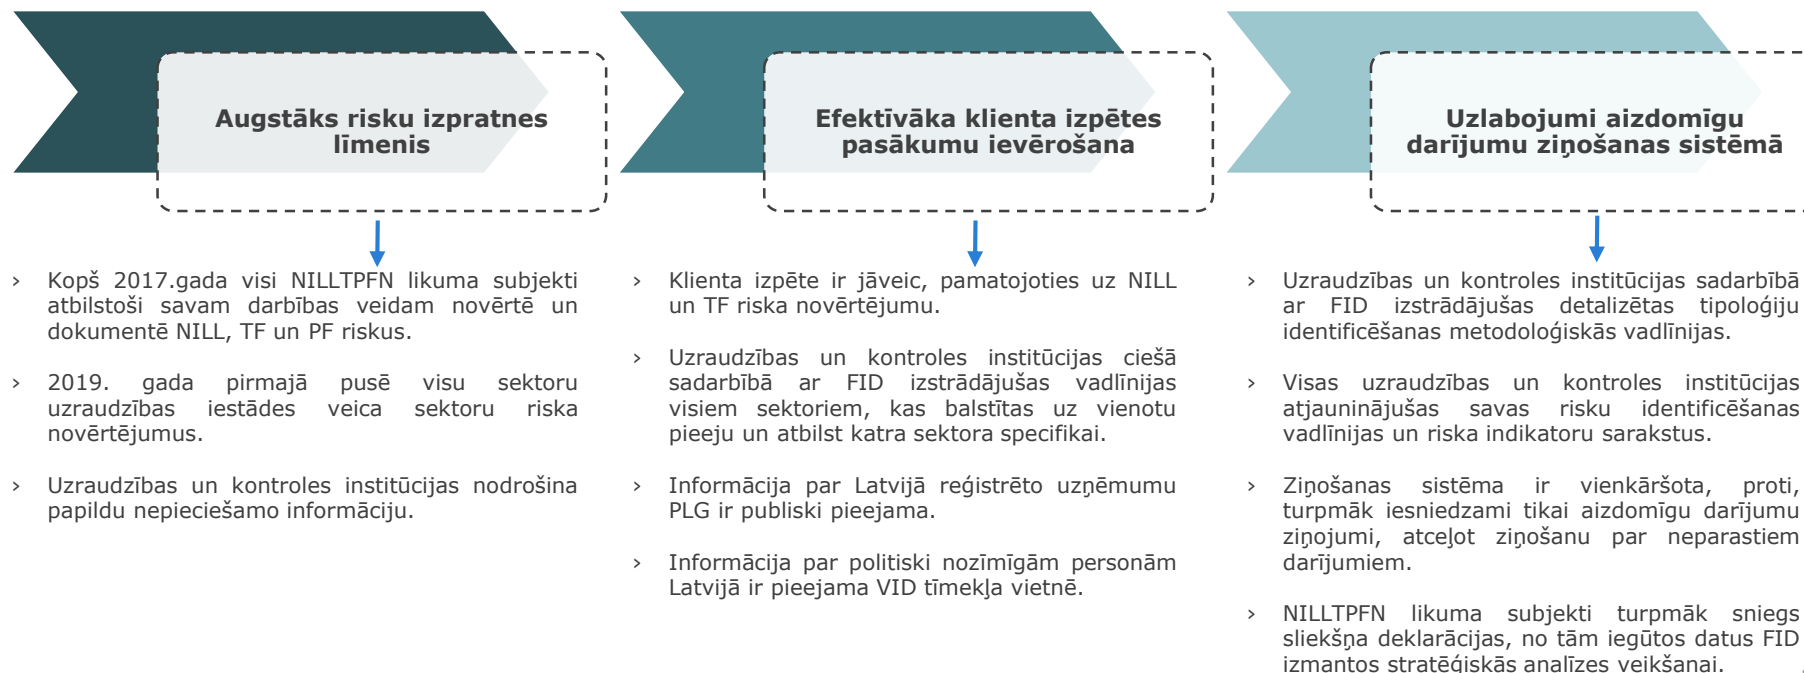 Augstāks risku izpratnes
līmenis
› Kopš 2017.gada visi NILLTPFN likuma subjekti
atbilstoši savam darbības veidam novērtē un
dokumentē NILL, TF un PF riskus.
› 2019. gada pirmajā pusē visu sektoru
uzraudzības iestādes veica sektoru riska
novērtējumus.
› Uzraudzības un kontroles institūcijas nodrošina
papildu nepieciešamo informāciju.
Efektīvāka klienta izpētes
pasākumu ievērošana
› Klienta izpēte ir jāveic, pamatojoties uz NILL
un TF riska novērtējumu.
› Uzraudzības un kontroles institūcijas ciešā
sadarbībā ar FID izstrādājušas vadlīnijas
visiem sektoriem, kas balstītas uz vienotu
pieeju un atbilst katra sektora specifikai.
› Informācija par Latvijā reģistrēto uzņēmumu
PLG ir publiski pieejama.
› Informācija par politiski nozīmīgām personām
Latvijā ir pieejama VID tīmekļa vietnē.
Uzlabojumi aizdomīgu
darījumu ziņošanas sistēmā
› Uzraudzības un kontroles institūcijas sadarbībā
ar FID izstrādājušas detalizētas tipoloģiju
identificēšanas metodoloģiskās vadlīnijas.
› Visas uzraudzības un kontroles institūcijas
atjauninājušas savas risku identificēšanas
vadlīnijas un riska indikatoru sarakstus.
› Ziņošanas sistēma ir vienkāršota, proti,
turpmāk iesniedzami tikai aizdomīgu darījumu
ziņojumi, atceļot ziņošanu par neparastiem
darījumiem.
› NILLTPFN likuma subjekti turpmāk sniegs
sliekšņa deklarācijas, no tām iegūtos datus FID
izmantos stratēģiskās analīzes veikšanai.